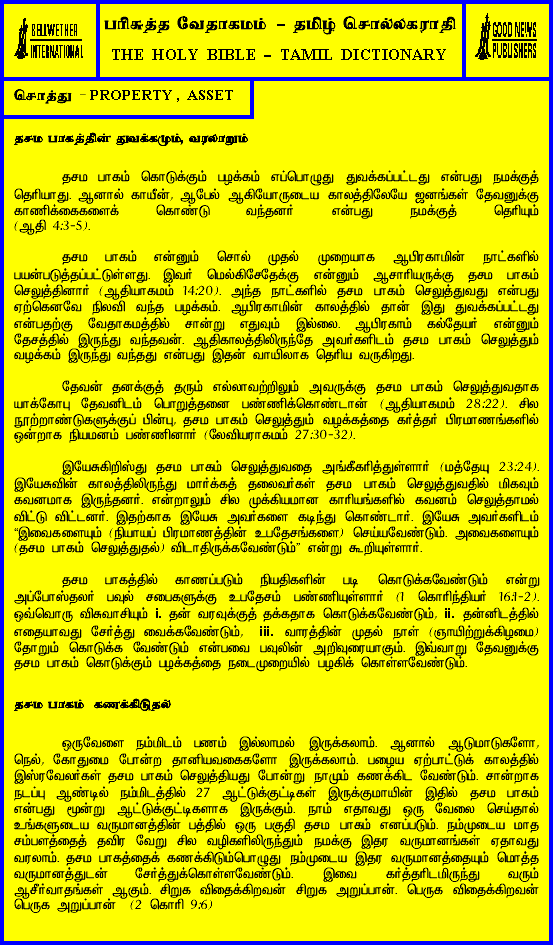 BELLWETHER
INTERNATIONAL
பரிசுத்த வேதாகமம் – தமிழ் சொல்லகராதி
THE HOLY BIBLE – TAMIL DICTIONARY
GOOD NEWS
PUBLISHERS
சொத்து - PROPERTY , ASSET
தசம பாகத்தின் துவக்கமும், வரலாறும்
தசம பாகம் கொடுக்கும் பழக்கம் எப்பொழுது துவக்கப்பட்டது என்பது நமக்குத்
தெரியாது. ஆனால் காயீன், ஆபேல் ஆகியோருடைய காலத்திலேயே ஜனங்கள் தேவனுக்கு
காணிக்கைகளைக் கொண்டு வந்தனர் என்பது நமக்குத் தெரியும்
(ஆதி 4:3-5).
தசம பாகம் என்னும் சொல் முதல் முறையாக ஆபிரகாமின் நாட்களில்
பயன்படுத்தப்பட்டுள்ளது. இவர் மெல்கிசேதேக்கு என்னும் ஆசாரியருக்கு தசம பாகம்
செலுத்தினார் (ஆதியாகமம் 14:20). அந்த நாட்களில் தசம பாகம் செலுத்துவது என்பது
ஏற்கெனவே நிலவி வந்த பழக்கம். ஆபிரகாமின் காலத்தில் தான் இது துவக்கப்பட்டது
என்பதற்கு வேதாகமத்தில் சான்று எதுவும் இல்லை. ஆபிரகாம் கல்தேயர் என்னும்
தேசத்தில் இருந்து வந்தவன். ஆதிகாலத்திலிருந்தே அவர்களிடம் தசம பாகம் செலுத்தும்
வழக்கம் இருந்து வந்தது என்பது இதன் வாயிலாக தெரிய வருகிறது.
தேவன் தனக்குத் தரும் எல்லாவற்றிலும் அவருக்கு தசம பாகம் செலுத்துவதாக
யாக்கோபு தேவனிடம் பொறுத்தனை பண்ணிக்கொண்டான் (ஆதியாகமம் 28:22). சில
நூற்றாண்டுகளுக்குப் பின்பு, தசம பாகம் செலுத்தும் வழக்கத்தை கர்த்தர் பிரமாணங்களில்
ஒன்றாக நியமனம் பண்ணினார் (லேவியராகமம் 27:30-32).
இயேசுகிறிஸ்து தசம பாகம் செலுத்துவதை அங்கீகரித்துள்ளார் (மத்தேயு 23:24).
இயேசுவின் காலத்திலிருந்து மார்க்கத் தலைவர்கள் தசம பாகம் செலுத்துவதில் மிகவும்
கவனமாக இருந்தனர். என்றாலும் சில முக்கியமான காரியங்களில் கவனம் செலுத்தாமல்
விட்டு விட்டனர். இதற்காக இயேசு அவர்களை கடிந்து கொண்டார். இயேசு அவர்களிடம்
“இவைகளையும் (நியாயப் பிரமாணத்தின் உபதேசங்களை) செய்யவேண்டும். அவைகளையும்
(தசம பாகம் செலுத்துதல்) விடாதிருக்கவேண்டும்” என்று கூறியுள்ளார்.
தசம பாகத்தில் காணப்படும் நியதிகளின் படி கொடுக்கவேண்டும் என்று
அப்போஸ்தலர் பவுல் சபைகளுக்கு உபதேசம் பண்ணியுள்ளார் (1 கொரிந்தியர் 16:1-2).
ஒவ்வொரு விசுவாசியும் i. தன் வரவுக்குத் தக்கதாக கொடுக்கவேண்டும், ii. தன்னிடத்தில்
எதையாவது சேர்த்து வைக்கவேண்டும், iii. வாரத்தின் முதல் நாள் (ஞாயிற்றுக்கிழமை)
தோறும் கொடுக்க வேண்டும் என்பவை பவுலின் அறிவுரையாகும். இவ்வாறு தேவனுக்கு
தசம பாகம் கொடுக்கும் பழக்கத்தை நடைமுறையில் பழகிக் கொள்ளவேண்டும்.
தசம பாகம் கணக்கிடுதல்
ஒருவேளை நம்மிடம் பணம் இல்லாமல் இருக்கலாம். ஆனால் ஆடுமாடுகளோ,
நெல், கோதுமை போன்ற தானியவகைகளோ இருக்கலாம். பழைய ஏற்பாட்டுக் காலத்தில்
இஸ்ரவேலர்கள் தசம பாகம் செலுத்தியது போன்று நாமும் கணக்கிட வேண்டும். சான்றாக
நடப்பு ஆண்டில் நம்மிடத்தில் 27 ஆட்டுக்குட்டிகள் இருக்குமாயின் இதில் தசம பாகம்
என்பது மூன்று ஆட்டுக்குட்டிகளாக இருக்கும். நாம் எதாவது ஒரு வேலை செய்தால்
உங்களுடைய வருமானத்தின் பத்தில் ஒரு பகுதி தசம பாகம் எனப்படும். நம்முடைய மாத
சம்பளத்தைத் தவிர வேறு சில வழிகளிலிருந்தும் நமக்கு இதர வருமானங்கள் ஏதாவது
வரலாம். தசம பாகத்தைக் கணக்கிடும்பொழுது நம்முடைய இதர வருமானத்தையும் மொத்த
வருமானத்துடன் சேர்த்துக்கொள்ளவேண்டும். இவை கர்த்தரிடமிருந்து வரும்
ஆசீர்வாதங்கள் ஆகும். சிறுக விதைக்கிறவன் சிறுக அறுப்பான். பெருக விதைக்கிறவன்
பெருக அறுப்பான் (2 கொரி 9:6)